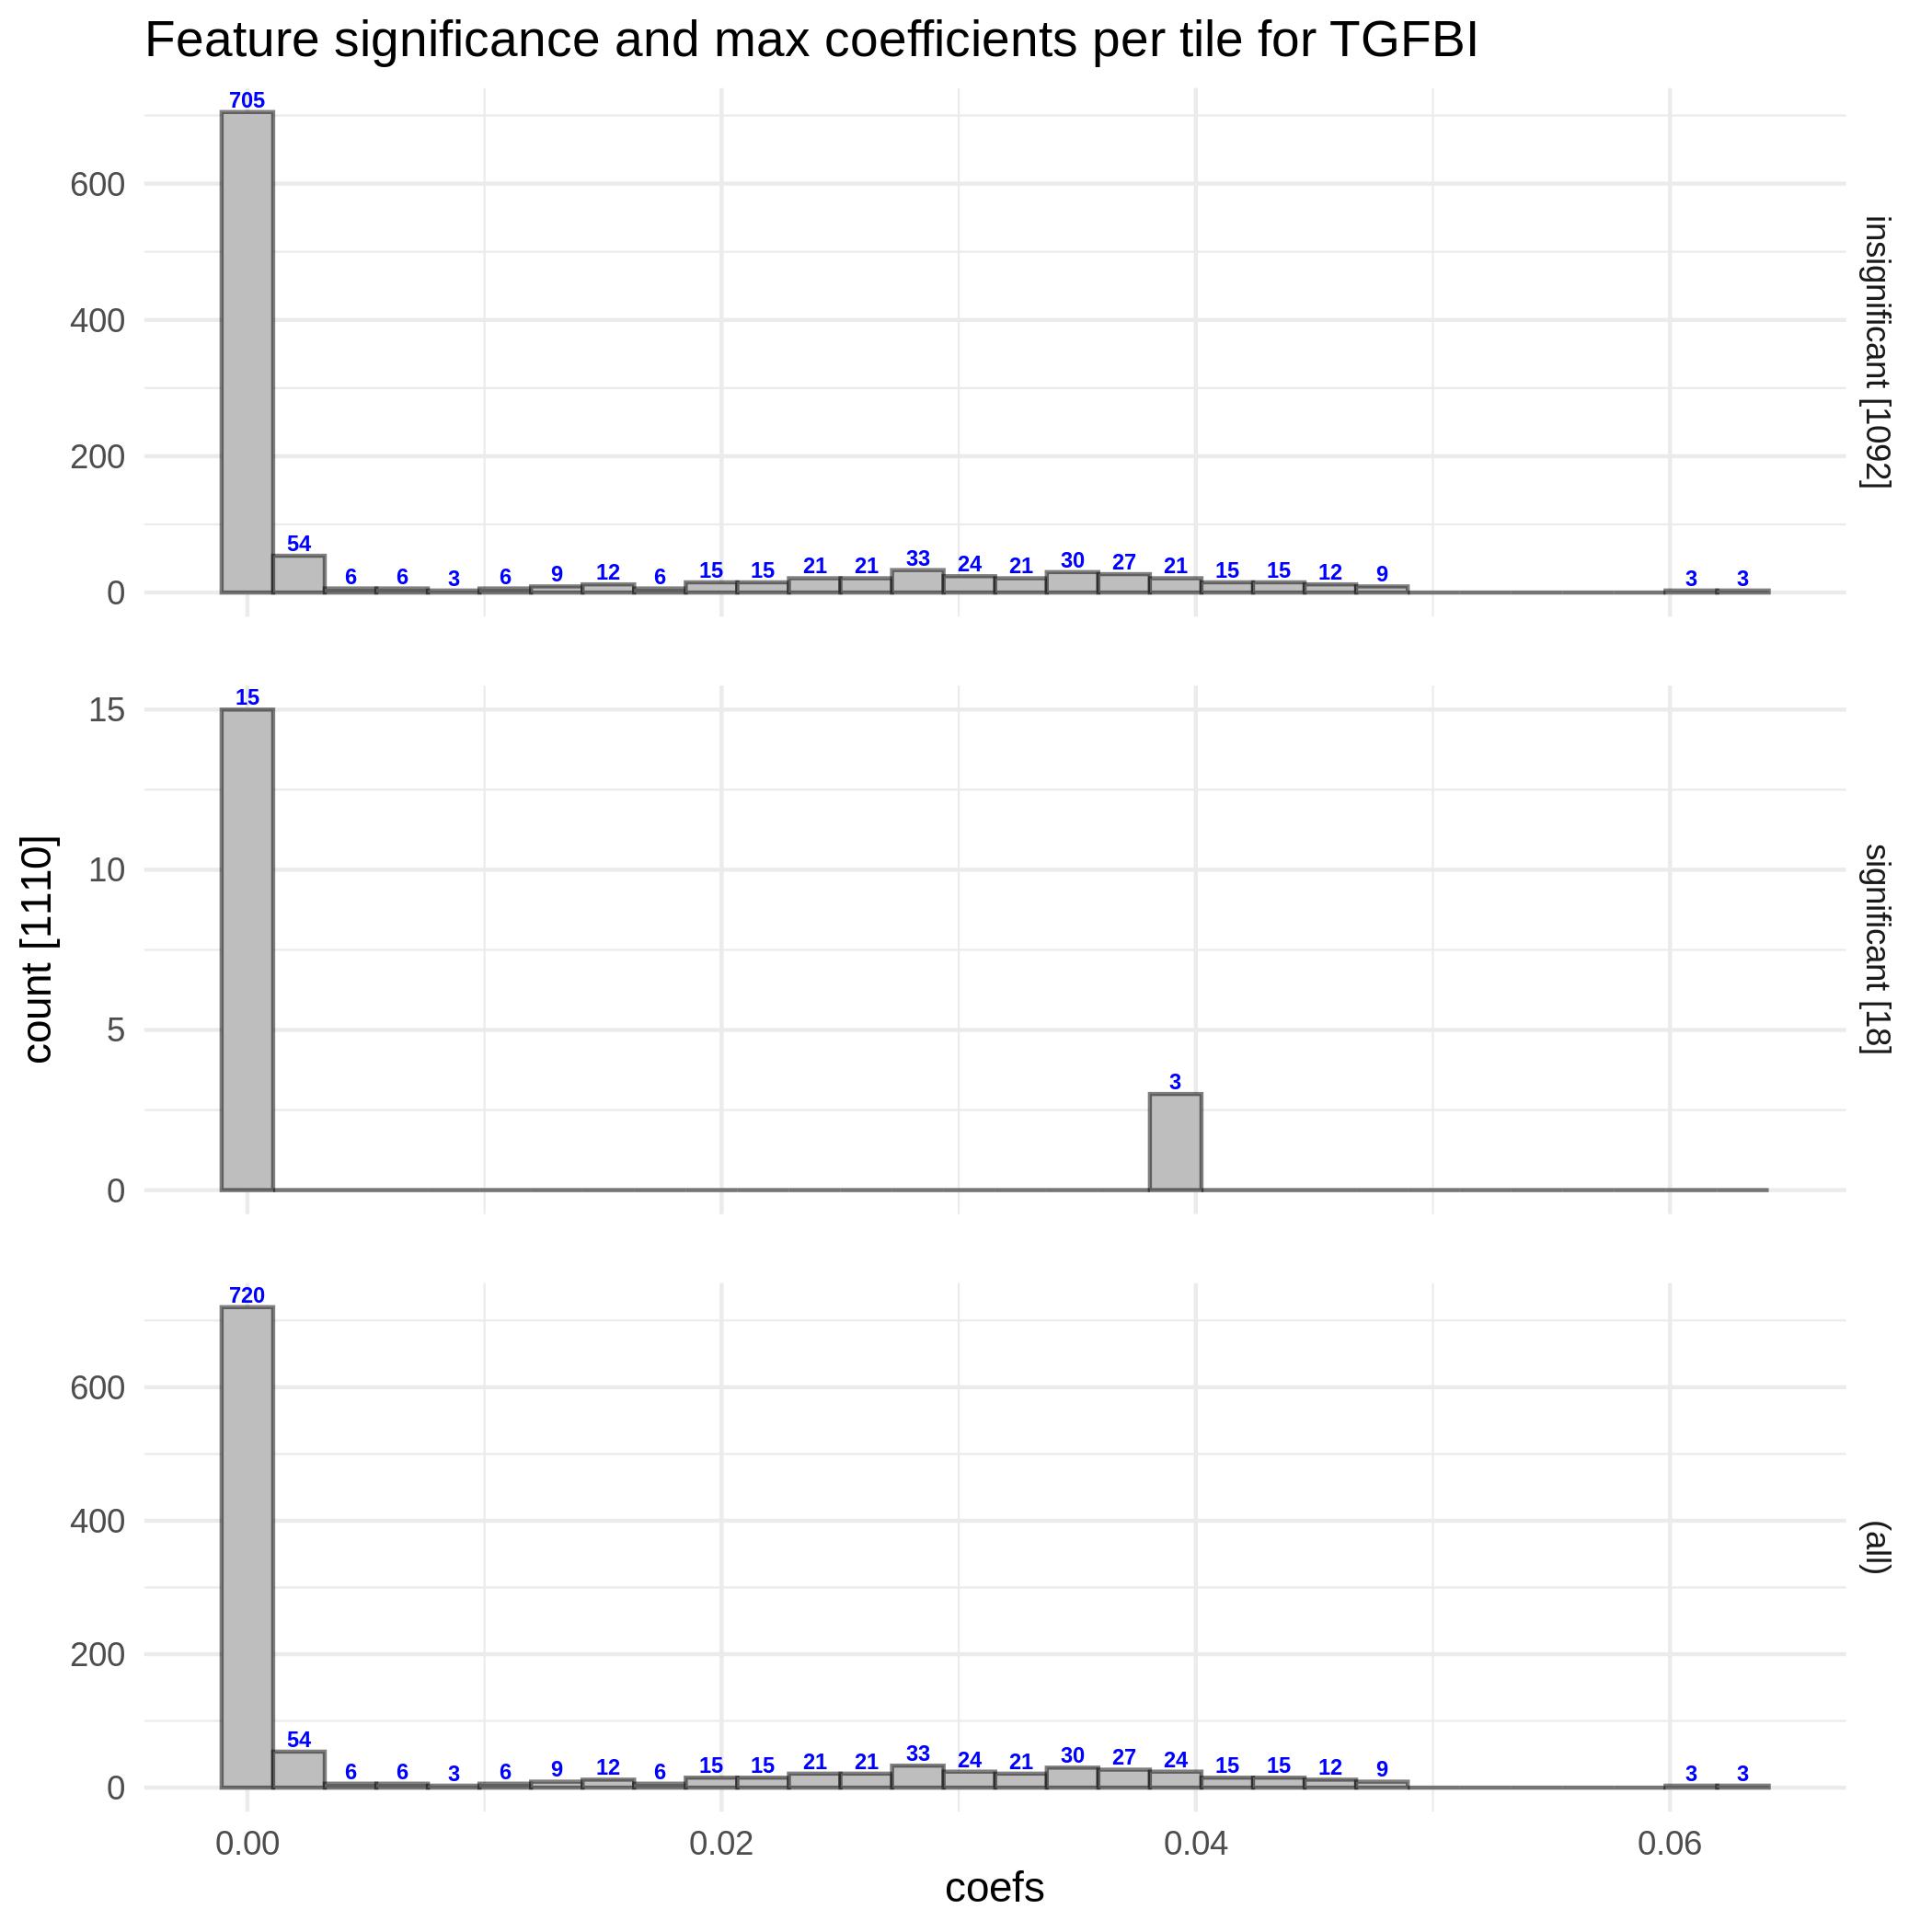 Feature significance and max coefficients per tile for TGFBI
705
600
400
200
0
54 6 6 3 6 9 12 6 15 15 21 21 33 24 21 30 27 21 15 15 12 9 3 3
insignificant [1092]
15
15
10
5
0
3
significant [18]
count [1110]
720
600
400
200
0
54 6 6 3 6 9 12 6 15 15 21 21 33 24 21 30 27 24 15 15 12 9 3 3
(all)
0.00 0.02 0.04 0.06
coefs